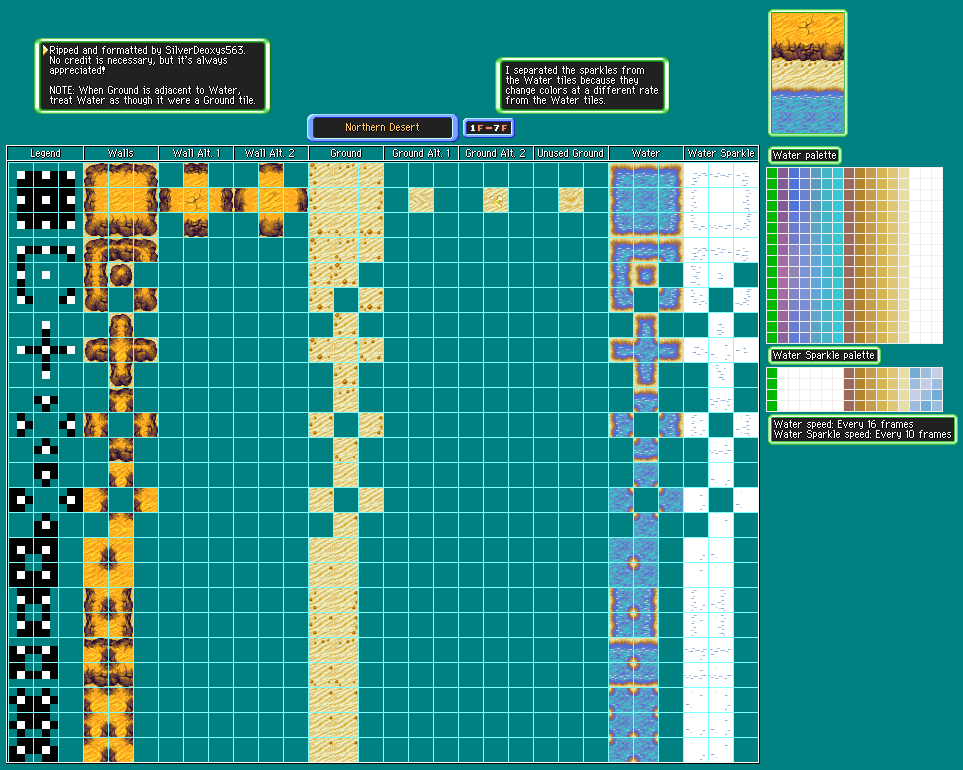 Ripped and formatted by SilverDeoxys563.
No credit is necessary, but it's always
appreciated!
NOTE: When Ground is adjacent to Water,
treat Water as though it were a Ground tile.
I separated the sparkles from
the Water tiles because they
change colors at a different rate
from the Water tiles.
Northern Desert
1F-7F
Legend Walls Wall Alt. 1 Wall Alt. 2 Ground Ground Alt. 1 Ground Alt. 2 Unused Ground Water Water Sparkle
Water palette
Water Sparkle palette
Water speed: Every 16 frames
Water Sparkle speed: Every 10 frames